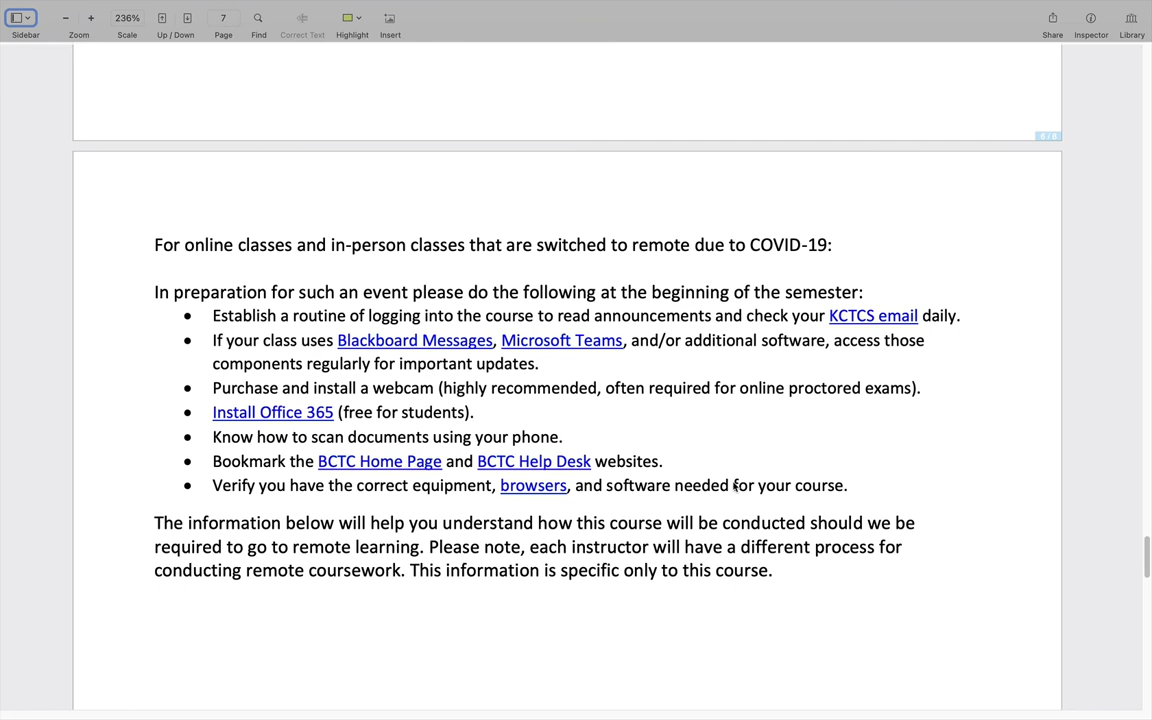 236%
7
Sidebar
Zoom
Scale
Up / Down
Page
Find
Correct Text
Highlight
Insert
Share
Inspector
Library
6 / 8
For online classes and in-person classes that are switched to remote due to COVID-19:
In preparation for such an event please do the following at the beginning of the semester:
• Establish a routine of logging into the course to read announcements and check your KCTCS email daily.
• If your class uses Blackboard Messages, Microsoft Teams, and/or additional software, access those
components regularly for important updates.
• Purchase and install a webcam (highly recommended, often required for online proctored exams).
• Install Office 365 (free for students).
• Know how to scan documents using your phone.
• Bookmark the BCTC Home Page and BCTC Help Desk websites.
• Verify you have the correct equipment, browsers, and software needed for your course.
The information below will help you understand how this course will be conducted should we be
required to go to remote learning. Please note, each instructor will have a different process for
conducting remote coursework. This information is specific only to this course.